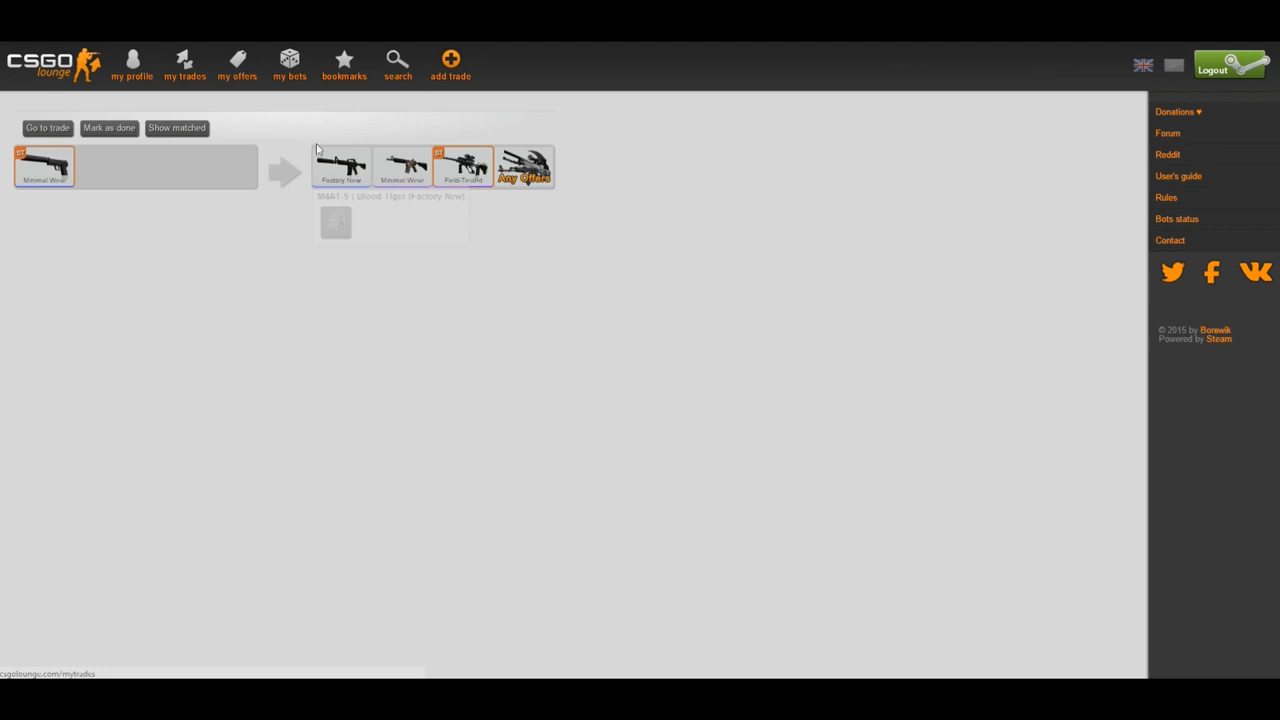 CSGO
lounge
my profile
my trades
my offers
my bets
bookmarks
search
add trade
Logout
Go to trade
Mark as done
Show matched
ST
Minimal Wear
Factory New
Minimal Wear
ST
Field-Tested
Any Offers
M4A1-S | Blood Tiger (Factory New)
Donations ♥
Forum
Reddit
User's guide
Rules
Bots status
Contact
© 2015 by Borewik
Powered by Steam
csgolounge.com/mytrades